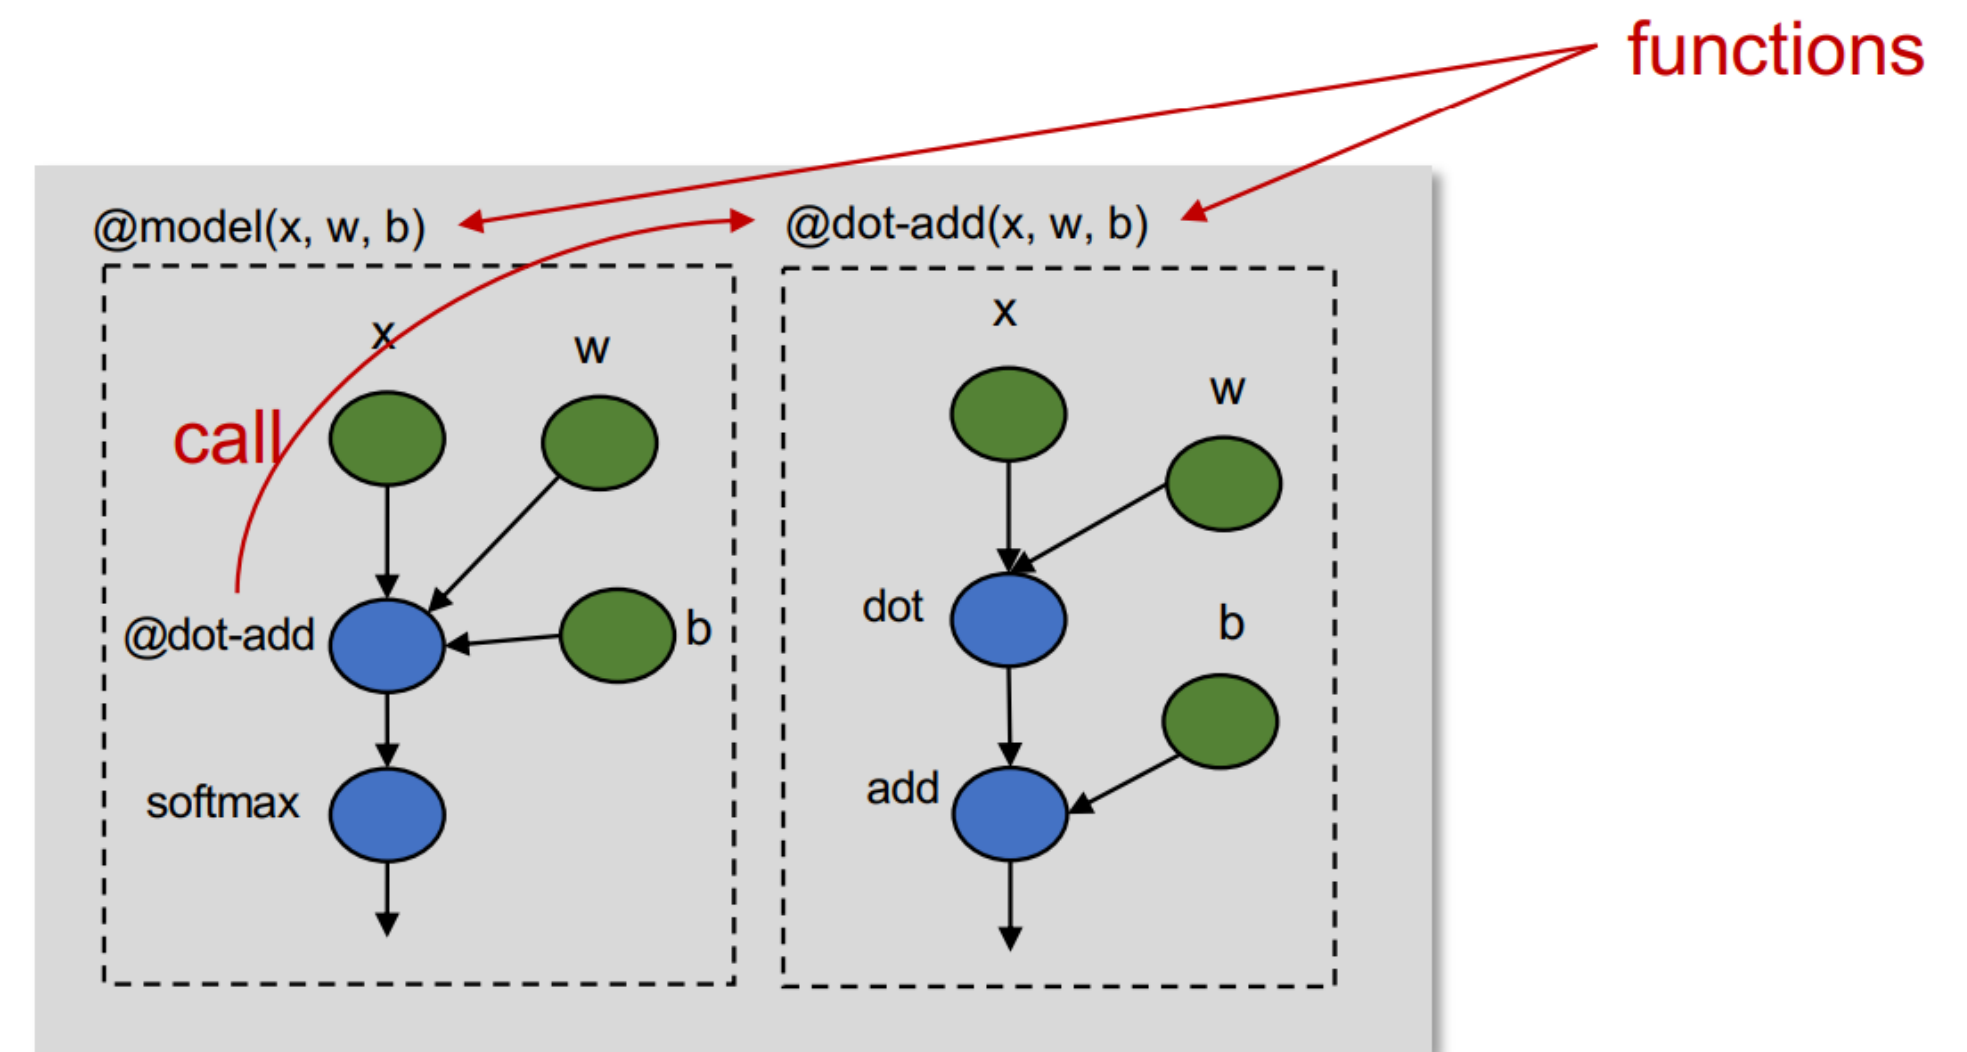 functions
@model(x, w, b)
@dot-add(x, w, b)
x
w
call
@dot-add
b
softmax
x
w
dot
b
add